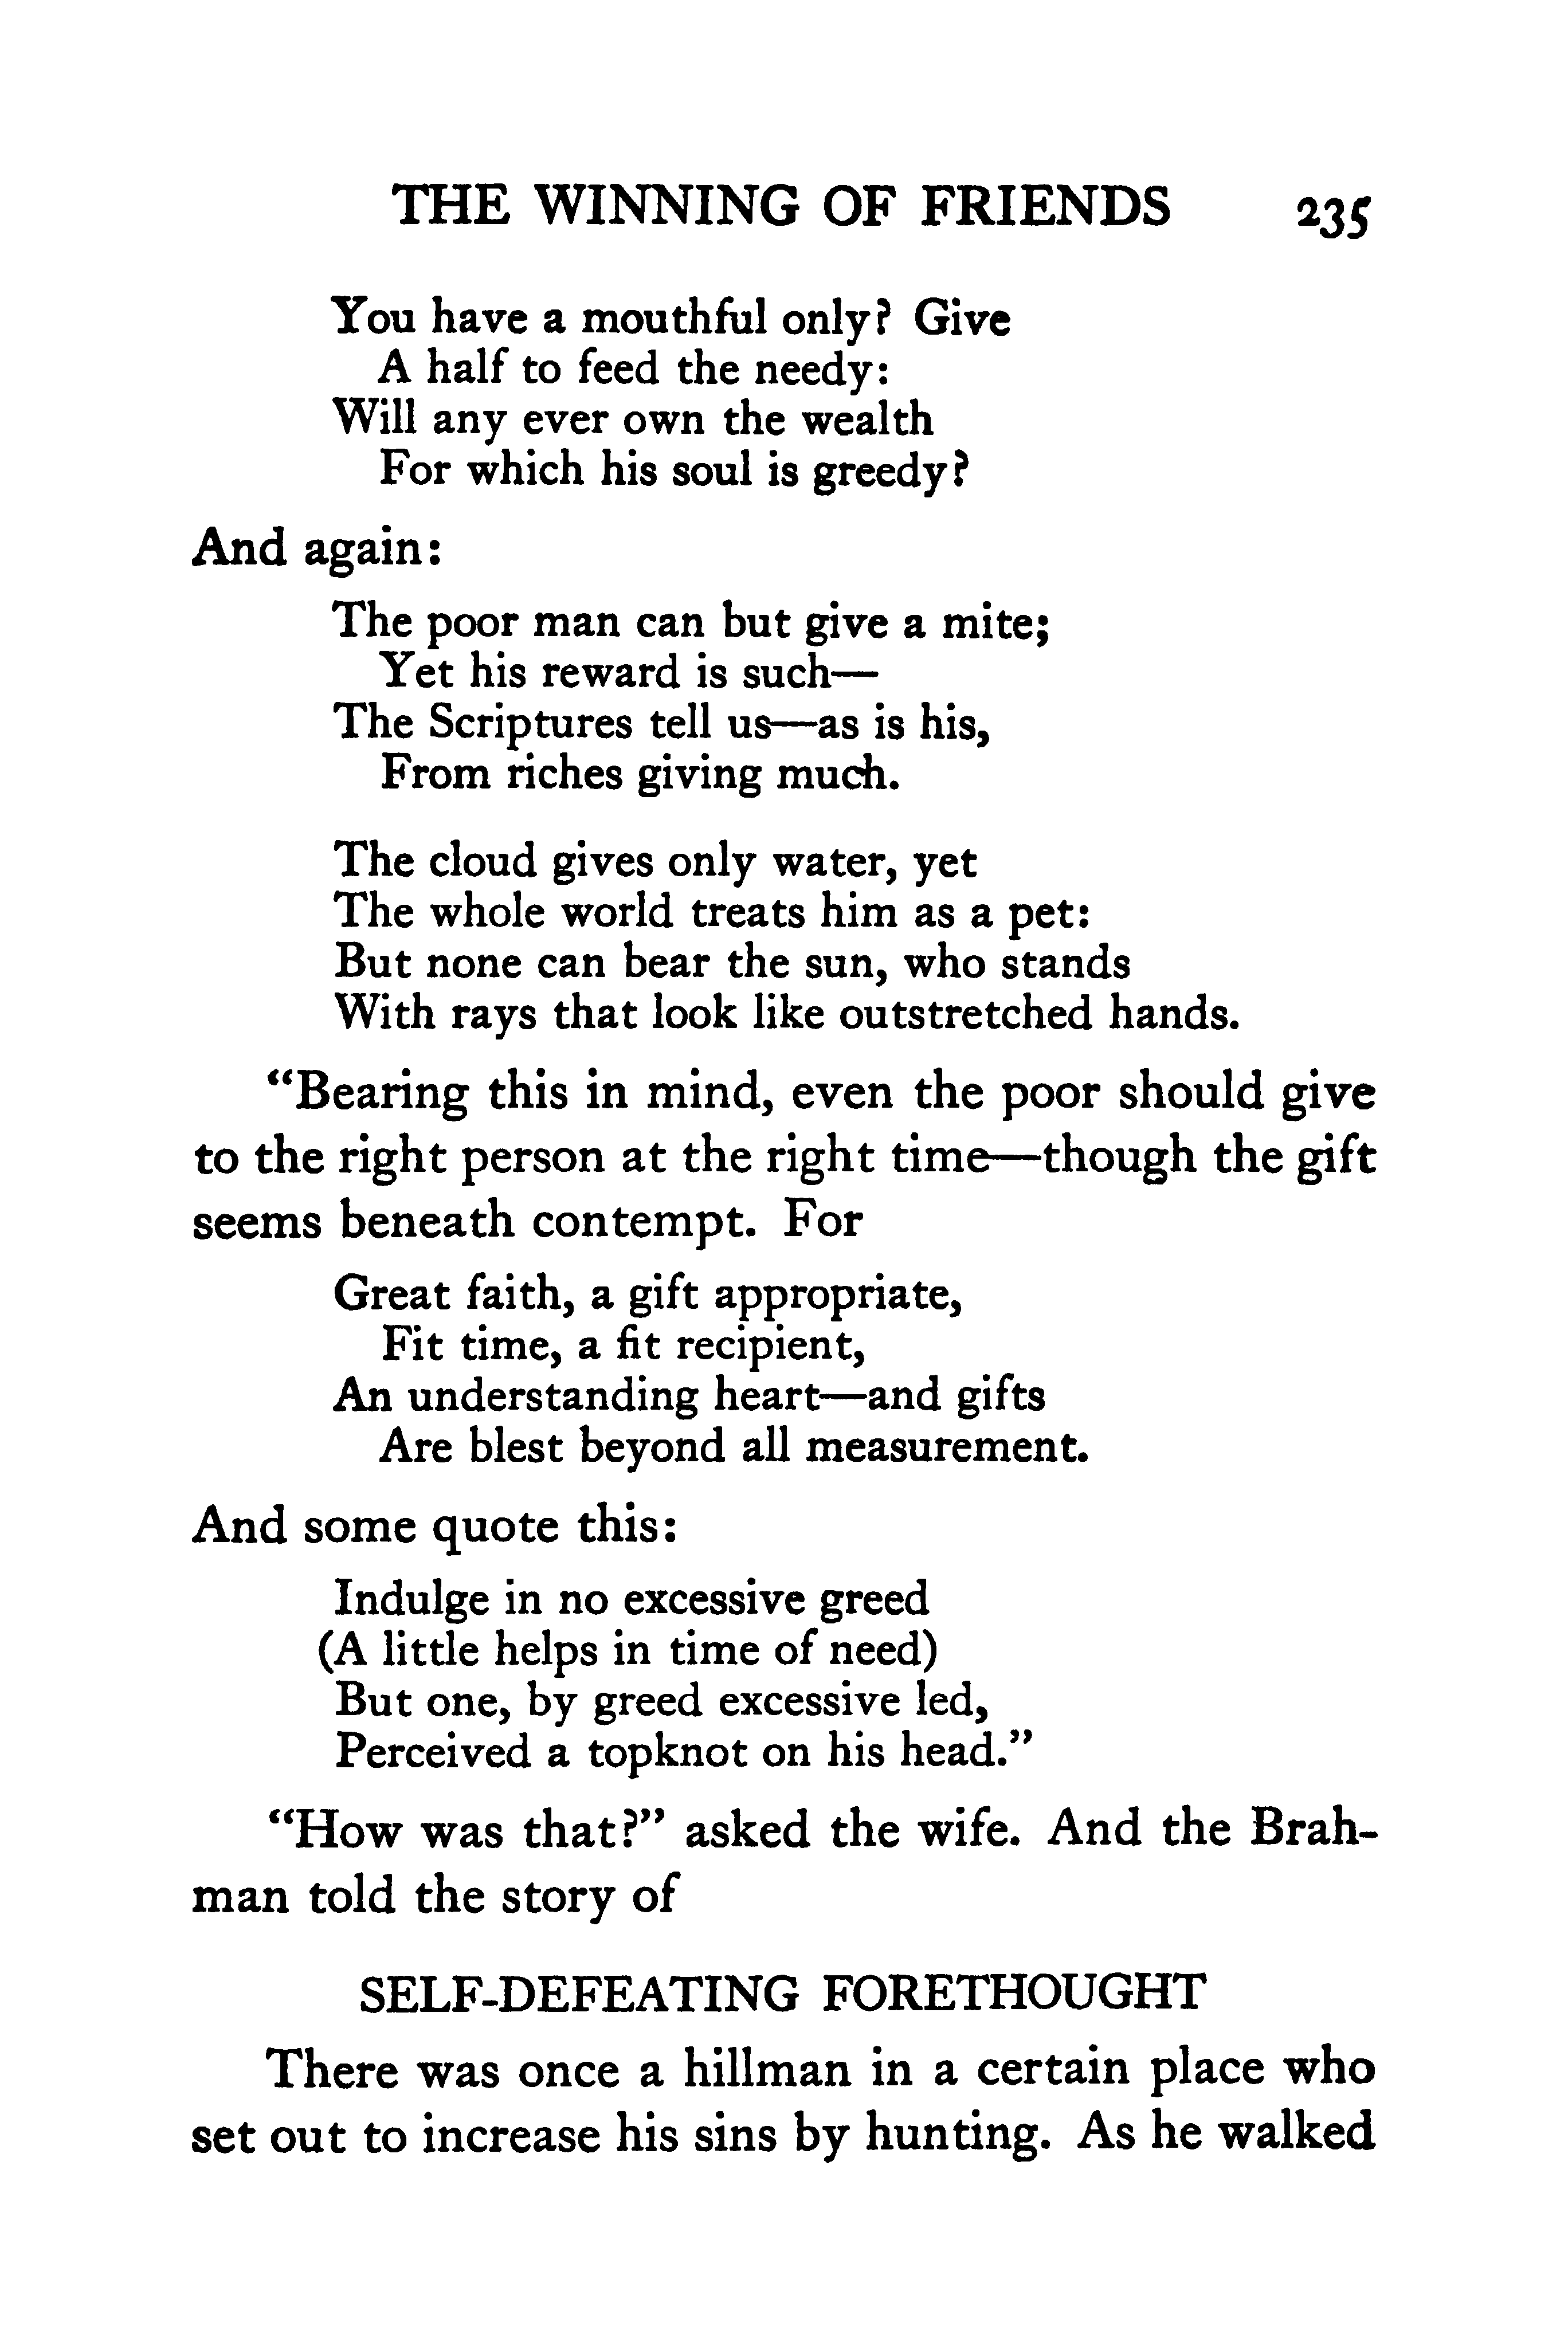 THE WINNING OF FRIENDS 235
You have a mouthful only? Give
A half to feed the needy:
Will any ever own the wealth
For which his soul is greedy?
And again:
The poor man can but give a mite;
Yet his reward is such—
The Scriptures tell us—as is his,
From riches giving much.
The cloud gives only water, yet
The whole world treats him as a pet:
But none can bear the sun, who stands
With rays that look like outstretched hands.
“Bearing this in mind, even the poor should give
to the right person at the right time—though the gift
seems beneath contempt. For
Great faith, a gift appropriate,
Fit time, a fit recipient,
An understanding heart—and gifts
Are blest beyond all measurement.
And some quote this:
Indulge in no excessive greed
(A little helps in time of need)
But one, by greed excessive led,
Perceived a topknot on his head.”
“How was that?” asked the wife. And the Brah-
man told the story of
SELF-DEFEATING FORETHOUGHT
There was once a hillman in a certain place who
set out to increase his sins by hunting. As he walked